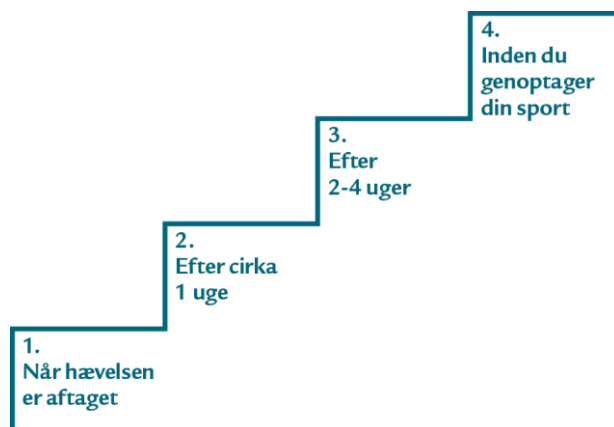 1.
Når hævelsen
er aftaget
2.
Efter cirka
1 uge
3.
Efter
2-4 uger
4.
Inden du
genoptager
din sport